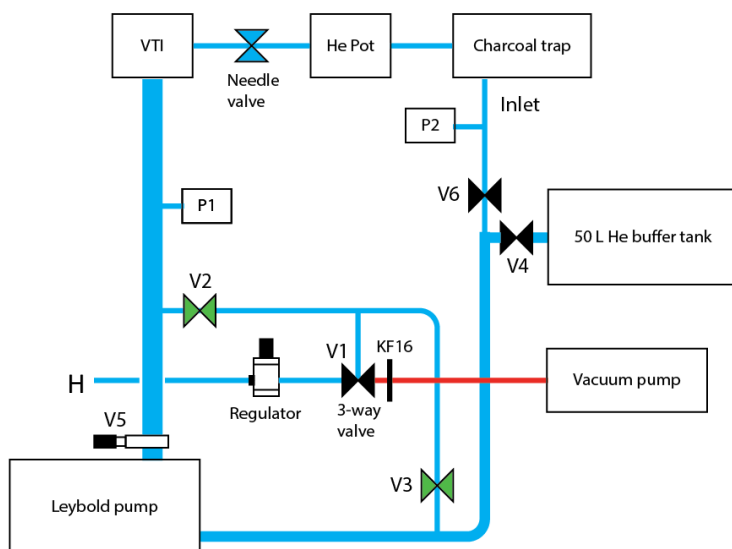 VTI
He Pot
Charcoal trap
Needle
valve
Inlet
P2
V6
P1
50 L He buffer tank
V4
V2
V1
KF16
H
Vacuum pump
Regulator
3-way
valve
V5
V3
Leybold pump